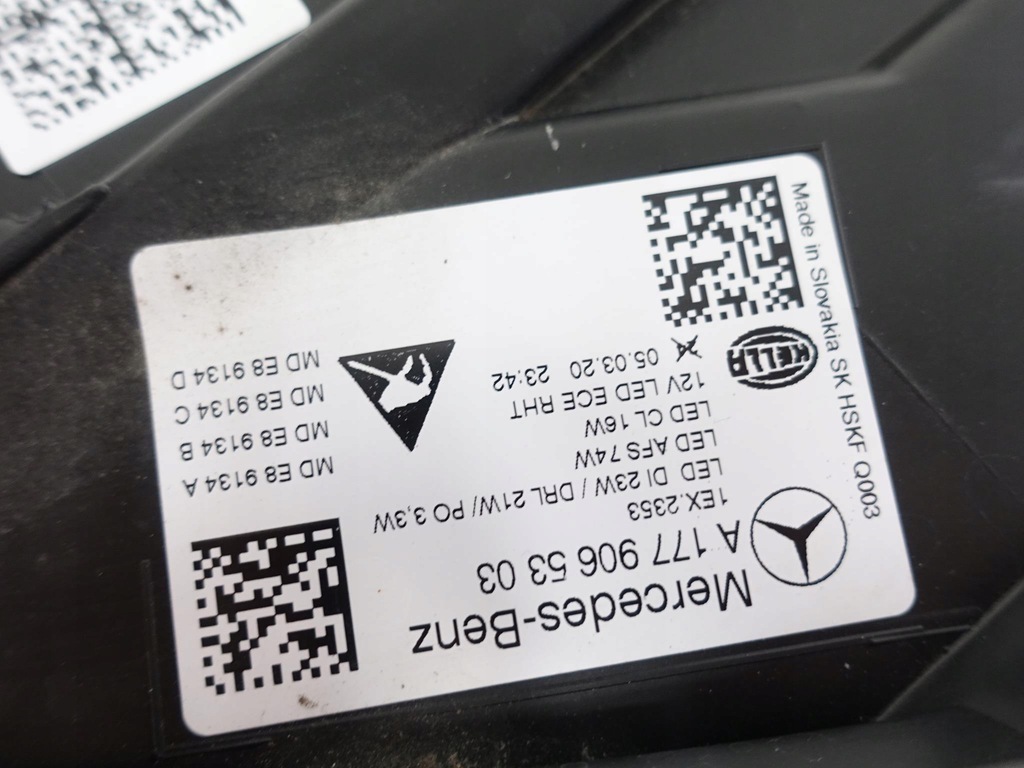 Mercedes-Benz
A 177 906 53 03
1EX.2353
LED DI 23W / DRL 21W/ PO 3,3W
LED AFS 74W
LED CL 16W
12V LED ECE RHT
05.03.20 23:42
HELLA
MD E8 9134 A
MD E8 9134 B
MD E8 9134 C
MD E8 9134 D
Made in Slovakia SK HSKF Q003